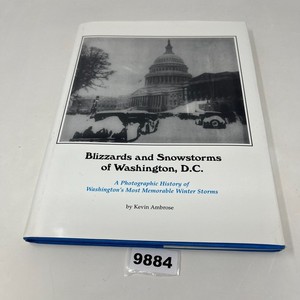 Blizzards and Snowstorms
of Washington, D.C.
A Photographic History of
Washington's Most Memorable Winter Storms
by Kevin Ambrose
9884